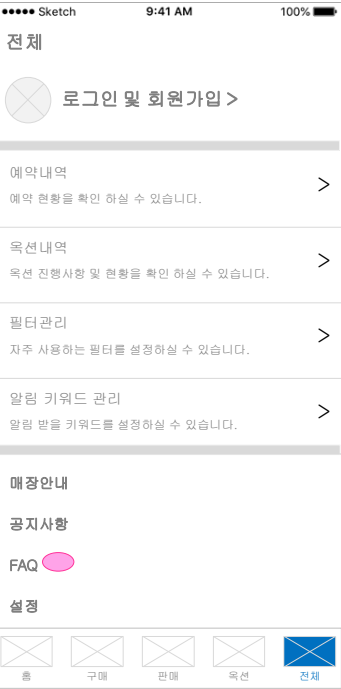 Sketch 9:41 AM 100%
전체
로그인 및 회원가입 >
예약내역
예약 현황을 확인 하실 수 있습니다.
옥션내역
옥션 진행사항 및 현황을 확인 하실 수 있습니다.
필터관리
자주 사용하는 필터를 설정하실 수 있습니다.
알림 키워드 관리
알림 받을 키워드를 설정하실 수 있습니다.
매장안내
공지사항
FAQ
설정
홈 구매 판매 옥션 전체